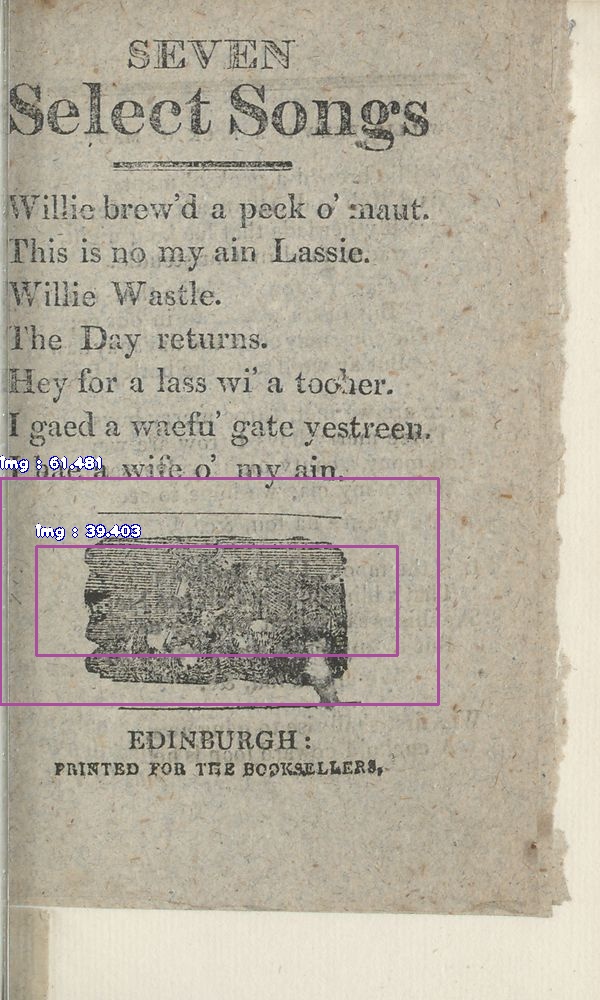 SEVEN
Select Songs
Willie brew'd a peck o' maut.
This is no my ain Lassie.
Willie Wastle.
The Day returns.
Hey for a lass wi' a tocher.
I gaed a waefu' gate yestreen.
img : 61.481
I hae a wife o' my ain.
img : 39.403
EDINBURGH:
PRINTED FOR THE BOOKSELLERS,